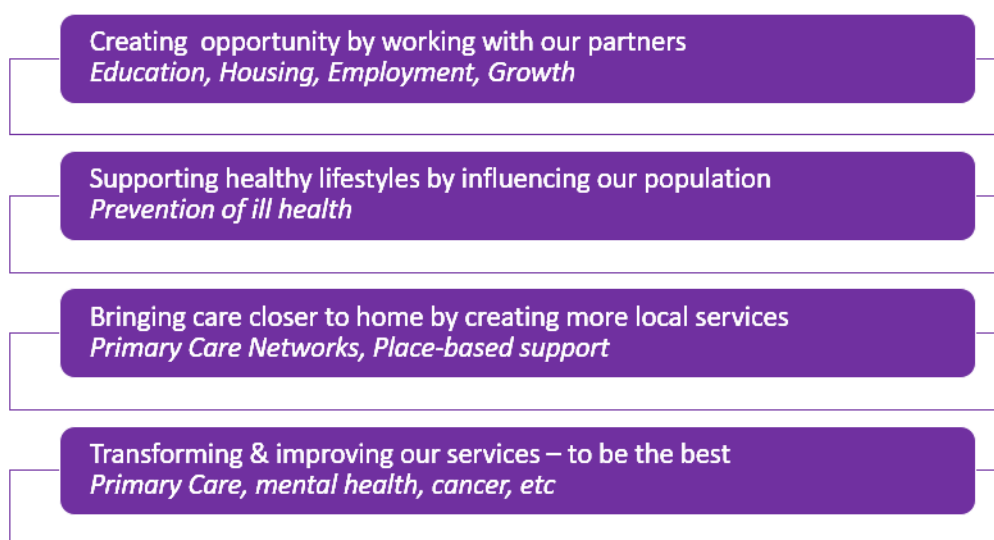 Creating  opportunity by working with our partners
Education, Housing, Employment, Growth
Supporting healthy lifestyles by influencing our population
Prevention of ill health
Bringing care closer to home by creating more local services
Primary Care Networks, Place-based support
Transforming & improving our services – to be the best
Primary Care, mental health, cancer, etc